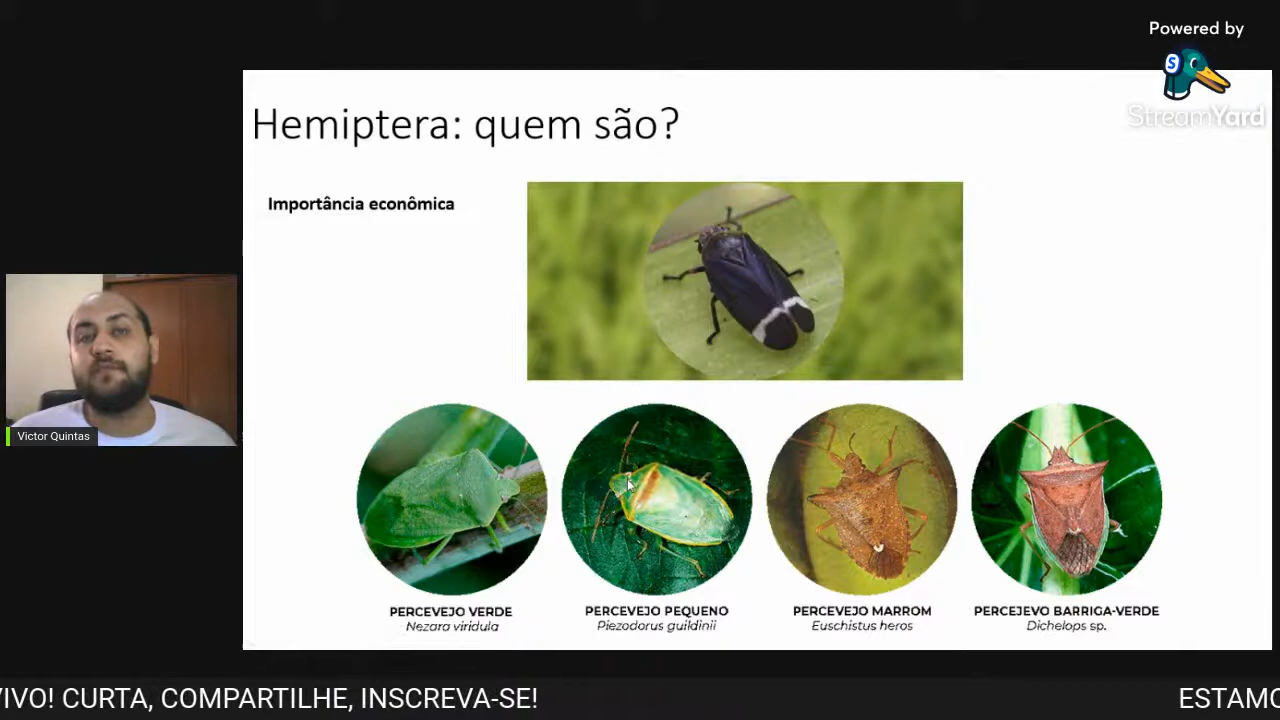 Powered by
StreamYard
Hemiptera: quem são?
Importância econômica
Victor Quintas
PERCEVEJO VERDE
Nezara viridula
PERCEVEJO PEQUENO
Piezodorus guildinii
PERCEVEJO MARROM
Euschistus heros
PERCEJEVO BARRIGA-VERDE
Dichelops sp.
VIVO! CURTA, COMPARTILHE, INSCREVA-SE!
ESTAMO